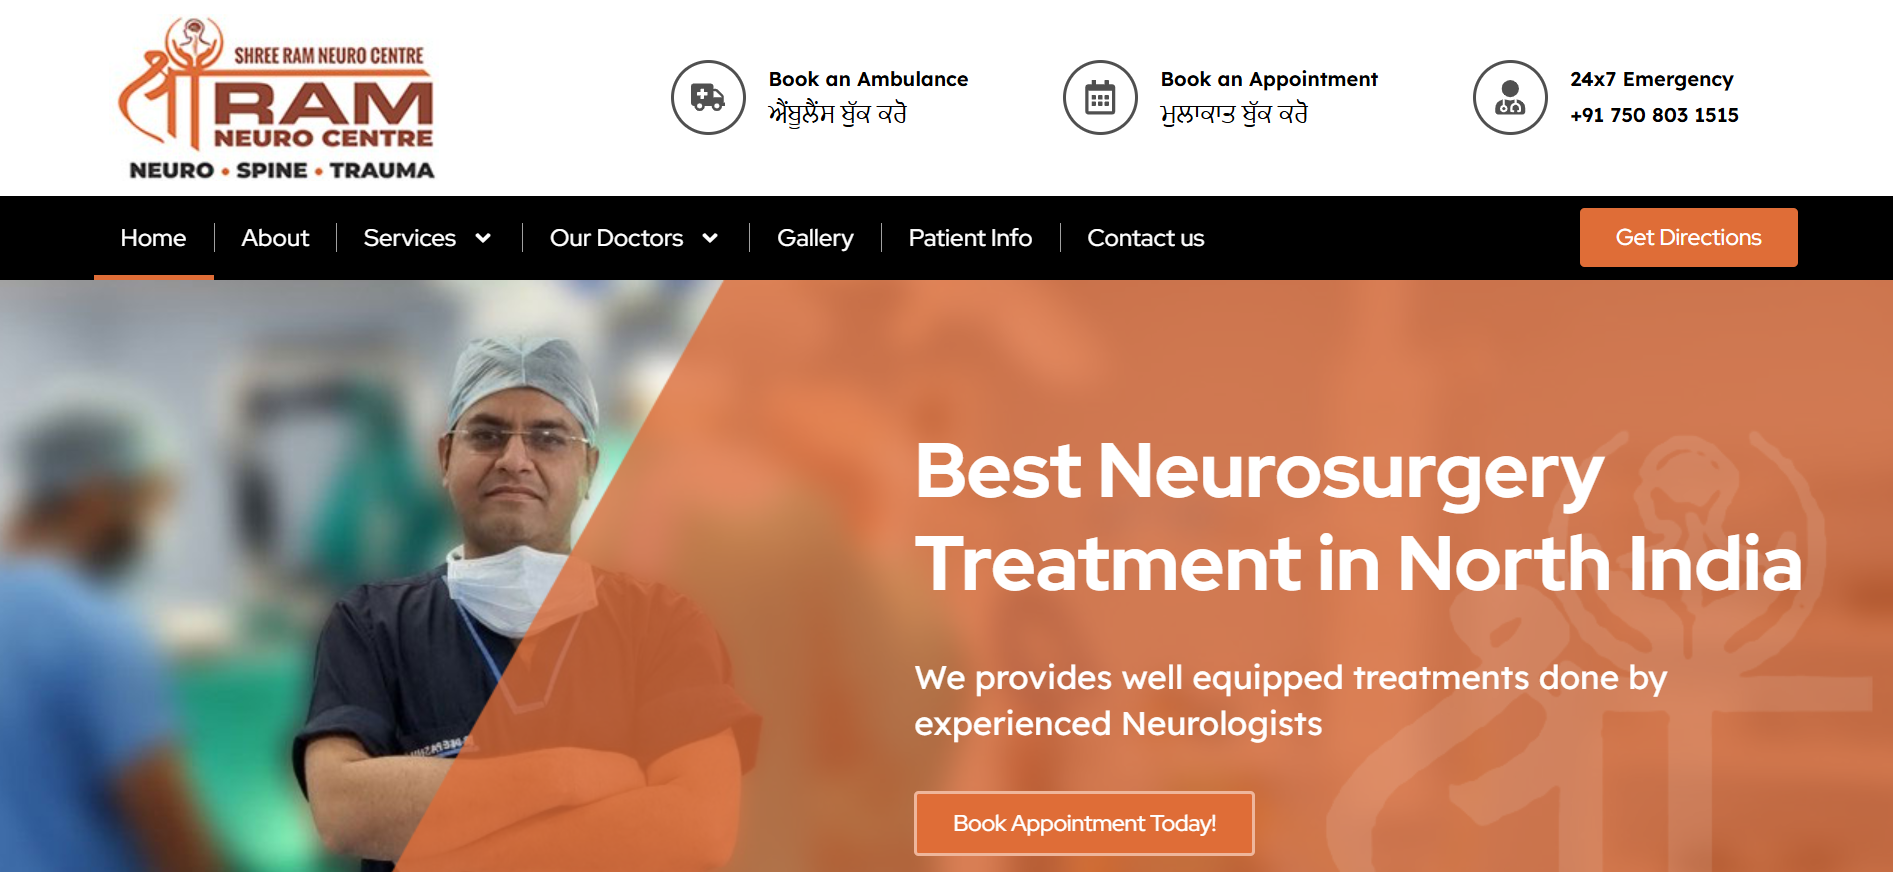 SHREE RAM NEURO CENTRE
श्री RAM
NEURO CENTRE
NEURO • SPINE • TRAUMA
Book an Ambulance
ਐਂਬੂਲੈਂਸ ਬੁੱਕ ਕਰੋ
Book an Appointment
ਮੁਲਾਕਾਤ ਬੁੱਕ ਕਰੋ
24x7 Emergency
+91 750 803 1515
Home
About
Services
Our Doctors
Gallery
Patient Info
Contact us
Get Directions
Best Neurosurgery
Treatment in North India
We provides well equipped treatments done by
experienced Neurologists
Book Appointment Today!